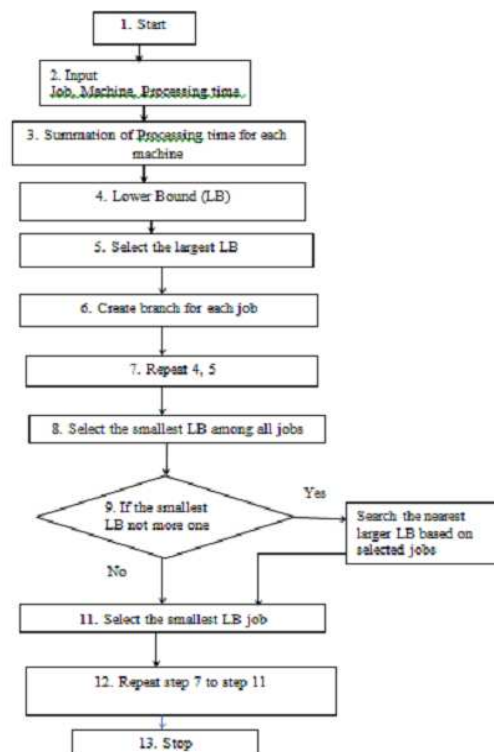 1. Start
2. Input
Job, Machine, Processing time
3. Summation of Processing time for each
machine
4. Lower Bound (LB)
5. Select the largest LB
6. Create branch for each job
7. Repeat 4, 5
8. Select the smallest LB among all jobs
9. If the smallest
LB not more one
Yes
Search the nearest
larger LB based on
selected jobs
No
11. Select the smallest LB job
12. Repeat step 7 to step 11
13. Stop